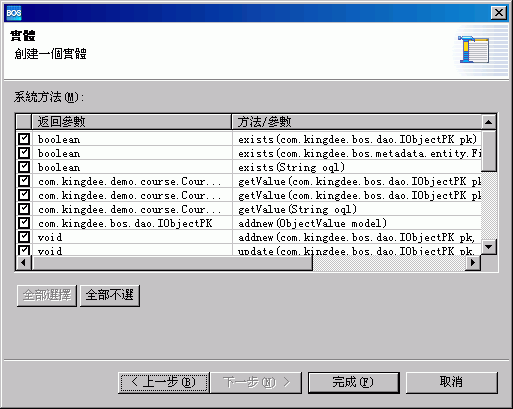 BOS
實體
創建一個實體
系統方法(M):
返回參數 方法/參數
boolean exists(com.kingdee.bos.dao.IObjectPK pk)
boolean exists(com.kingdee.bos.metadata.entity.Fi
boolean exists(String oql)
com.kingdee.demo.course.Cour... getValue(com.kingdee.bos.dao.IObjectPK pk
com.kingdee.demo.course.Cour... getValue(com.kingdee.bos.dao.IObjectPK pk
com.kingdee.demo.course.Cour... getValue(String oql)
com.kingdee.bos.dao.IObjectPK addnew(ObjectValue model)
void addnew(com.kingdee.bos.dao.IObjectPK pk,
void update(com.kingdee.bos.dao.IObjectPK pk,
全部選擇 全部不選
< 上一步(B) 下一步(N) > 完成(F) 取消